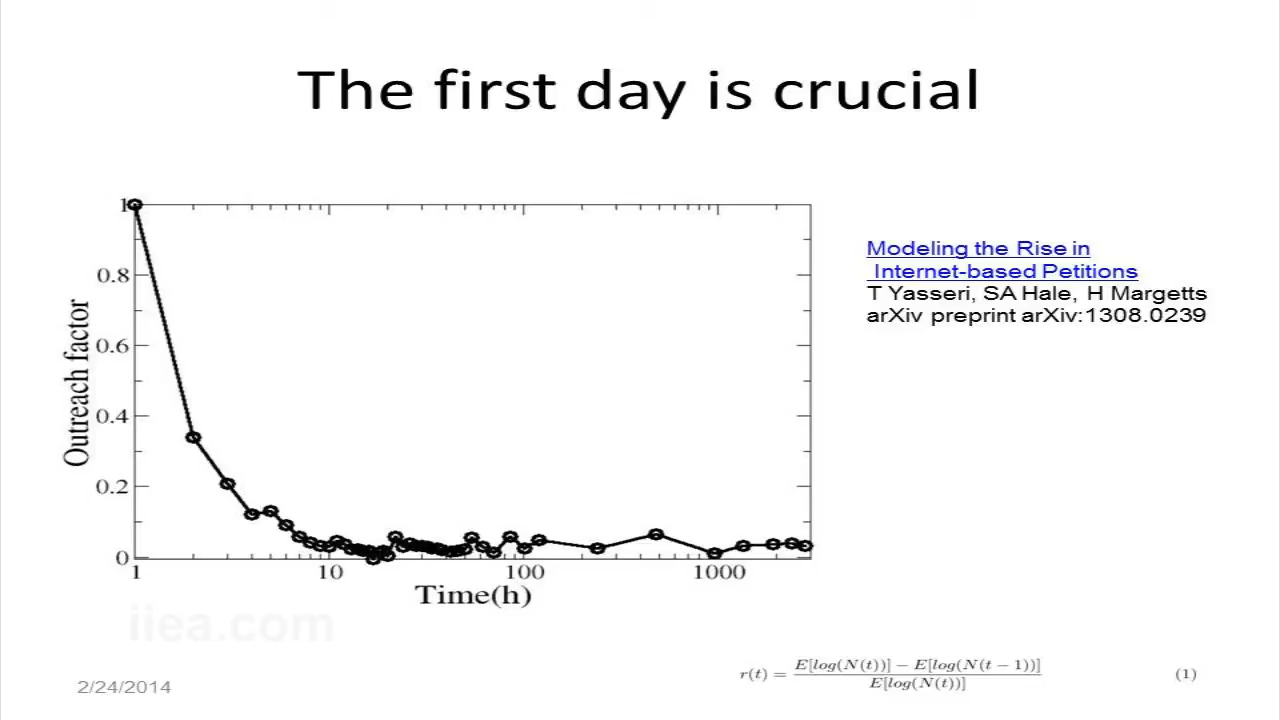 The first day is crucial
1
0.8
0.6
0.4
0.2
0
Outreach factor
1 10 100 1000
Time(h)
Modeling the Rise in
Internet-based Petitions
T Yasseri, SA Hale, H Margetts
arXiv preprint arXiv:1308.0239
iiea.com
2/24/2014
r(t) = E[log(N(t))] − E[log(N(t − 1))] / E[log(N(t))] (1)